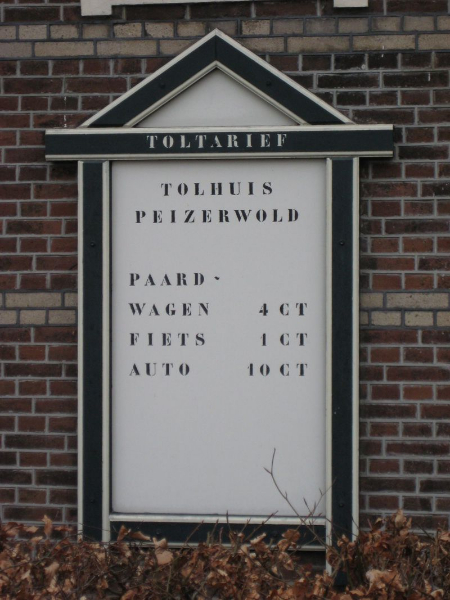 TOLTARIEF
TOLHUIS
PEIZERWOLD
PAARD-
WAGEN 4 CT
FIETS 1 CT
AUTO 10 CT